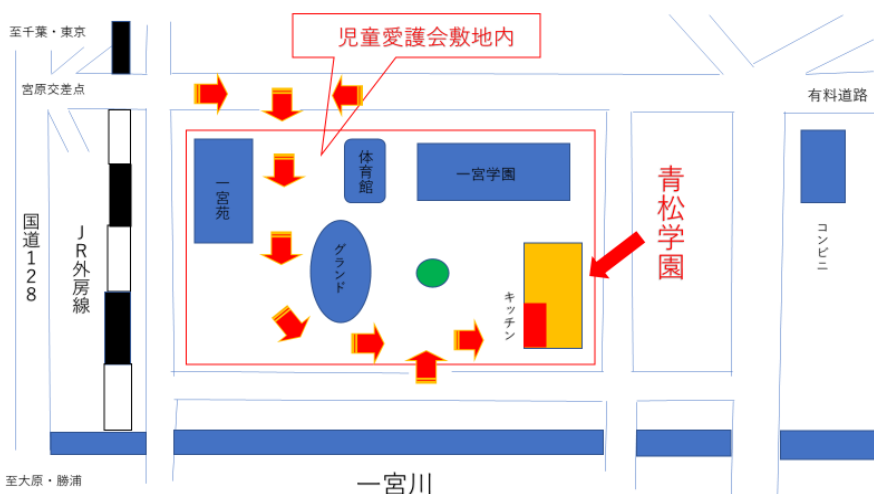 至千葉・東京
児童愛護会敷地内
宮原交差点
有料道路
体育館
一宮学園
一宮苑
青松学園
国道128
JR外房線
グランド
コンビニ
キッチン
至大原・勝浦
一宮川